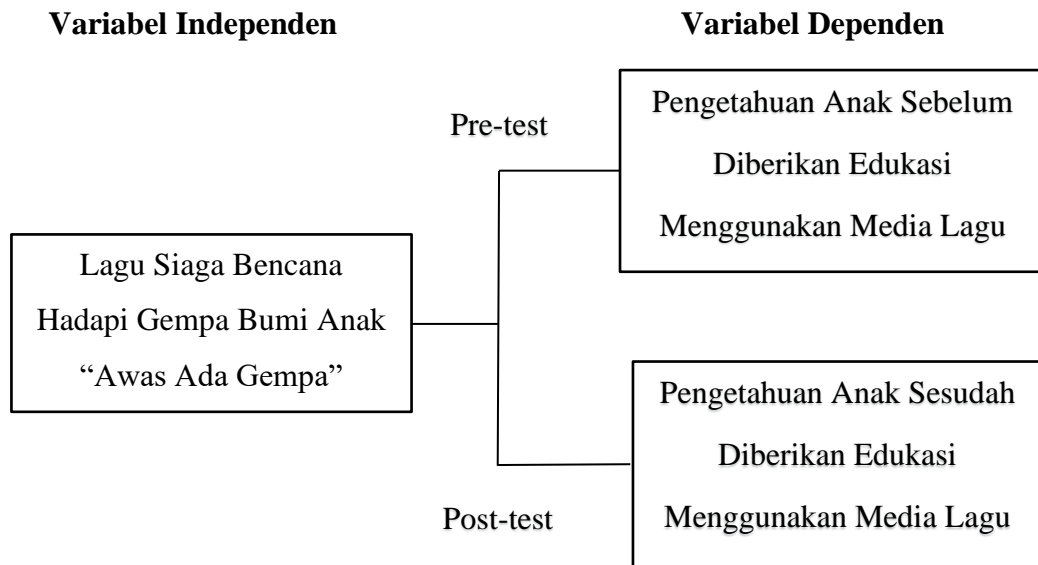 Variabel Independen
Variabel Dependen
Pre-test
Pengetahuan Anak Sebelum
Diberikan Edukasi
Menggunakan Media Lagu
Lagu Siaga Bencana
Hadapi Gempa Bumi Anak
“Awas Ada Gempa”
Pengetahuan Anak Sesudah
Diberikan Edukasi
Menggunakan Media Lagu
Post-test